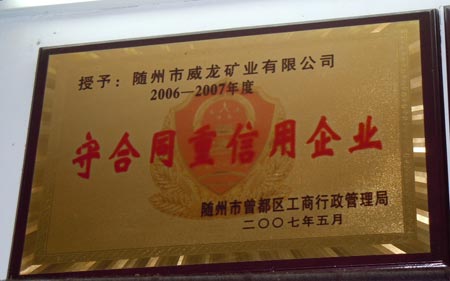 授予：随州市威龙矿业有限公司
2006—2007年度
守合同重信用企业
随州市曾都区工商行政管理局
二〇〇七年五月